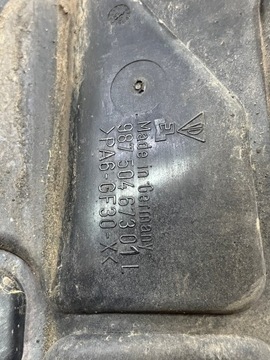 Made in Germany
987 504 673 01 L
>PA6-GF30-X<